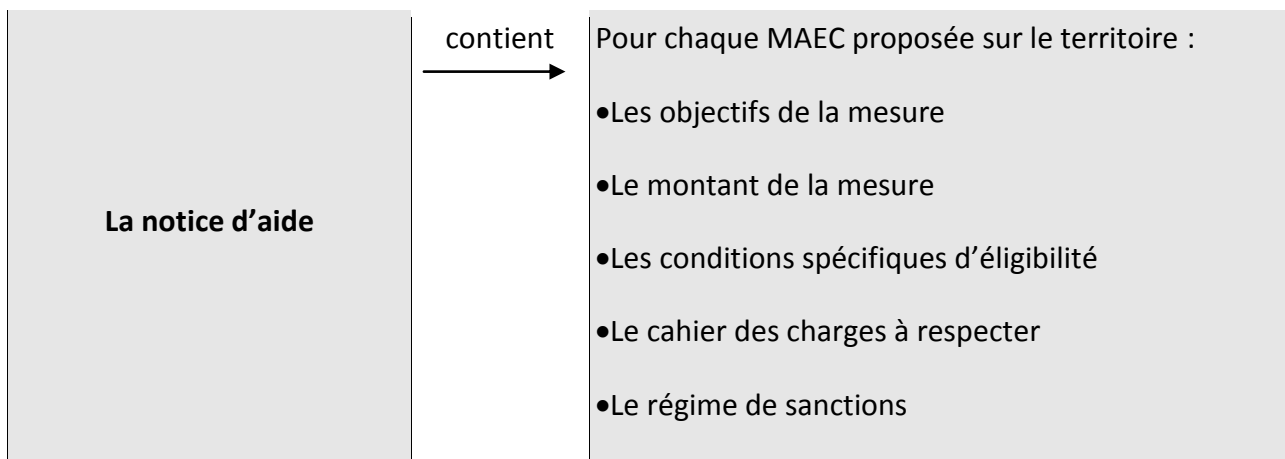 La notice d’aide
contient
Pour chaque MAEC proposée sur le territoire :
•Les objectifs de la mesure
•Le montant de la mesure
•Les conditions spécifiques d’éligibilité
•Le cahier des charges à respecter
•Le régime de sanctions